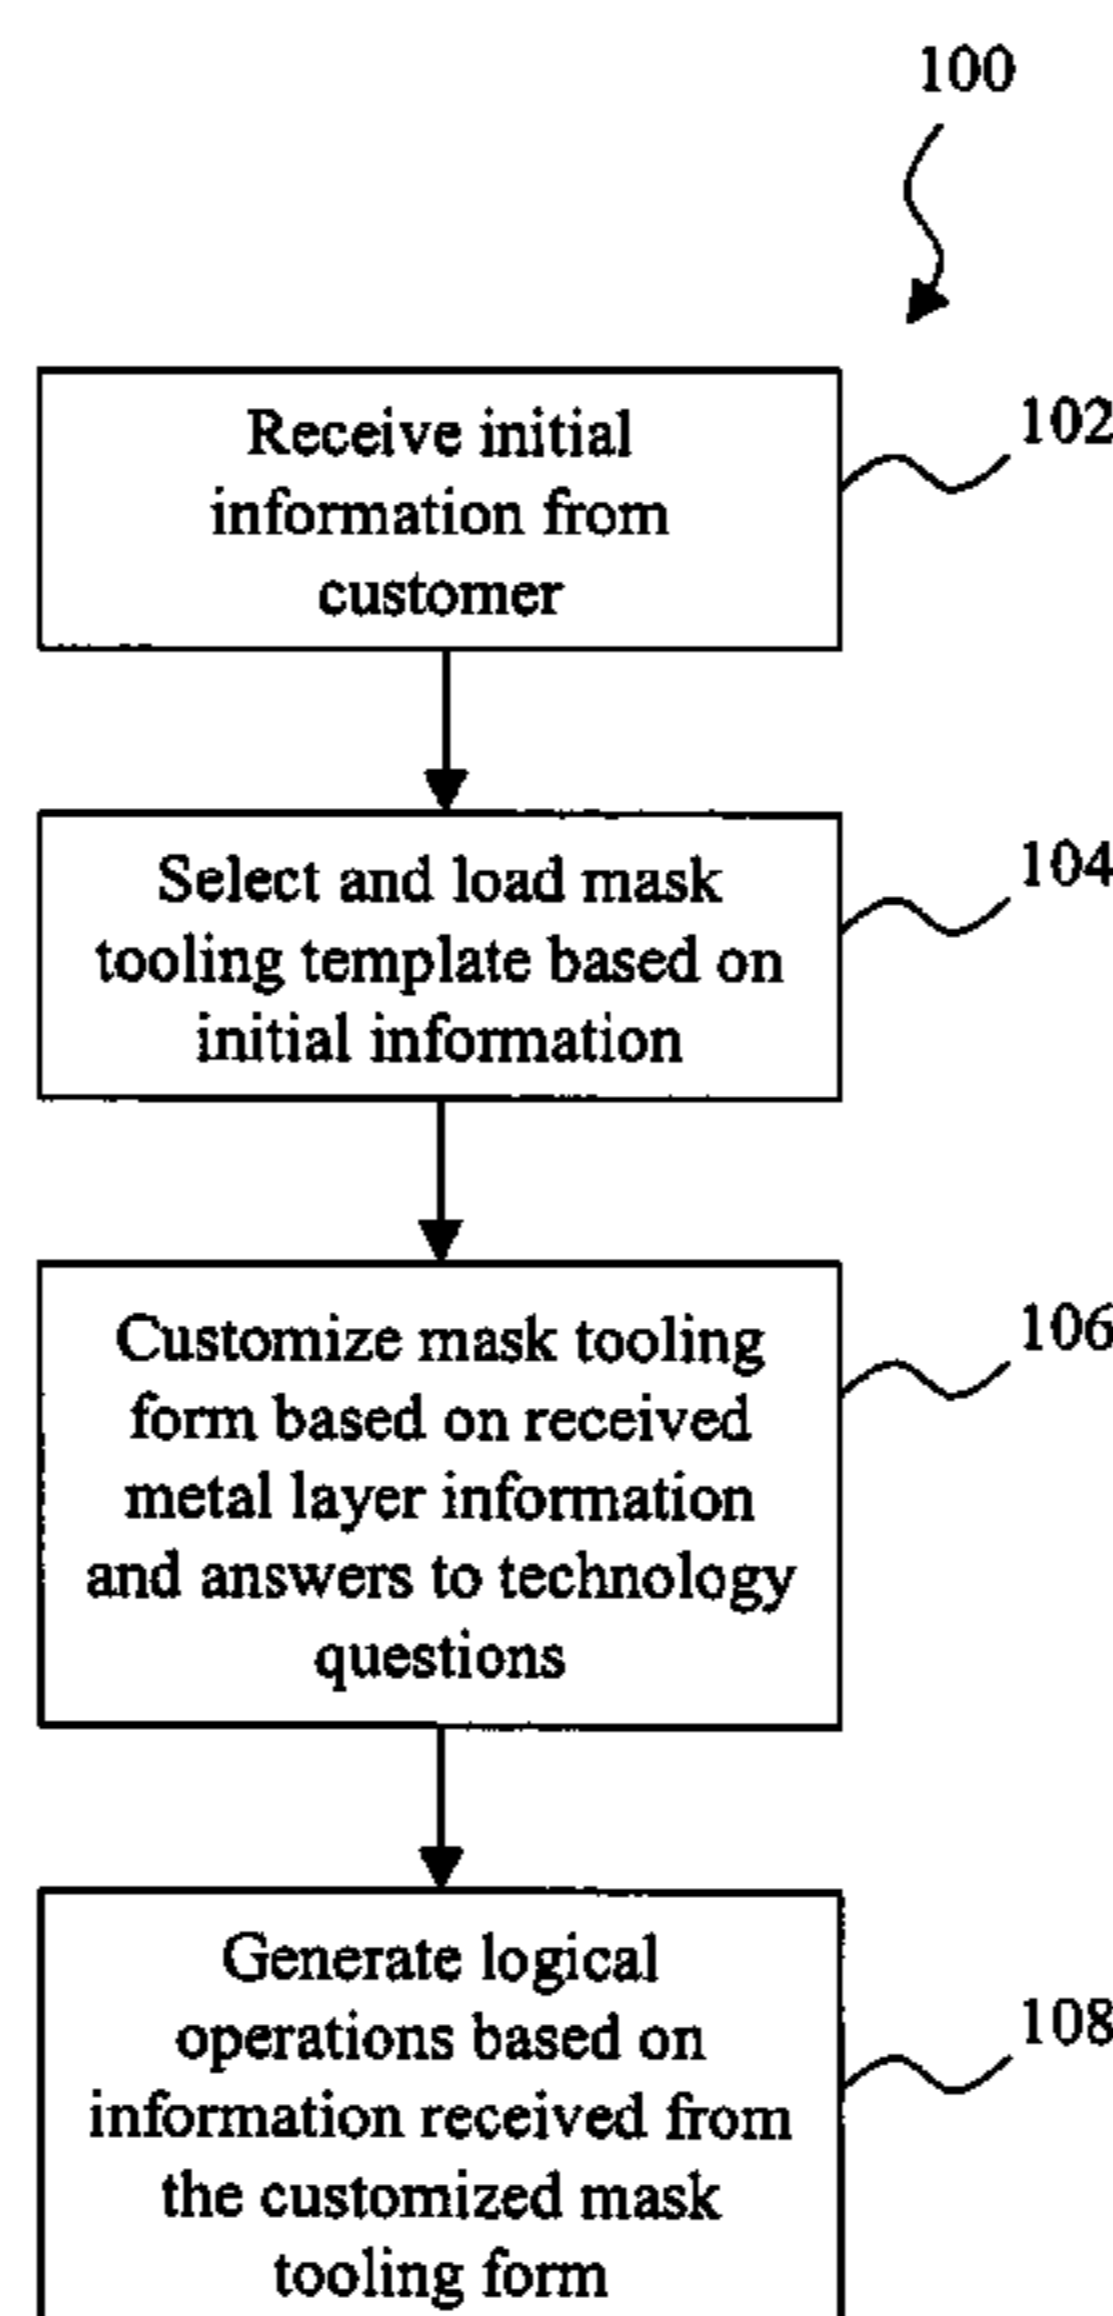 100
Receive initial
information from
customer
102
Select and load mask
tooling template based on
initial information
104
Customize mask tooling
form based on received
metal layer information
and answers to technology
questions
106
Generate logical
operations based on
information received from
the customized mask
tooling form
108